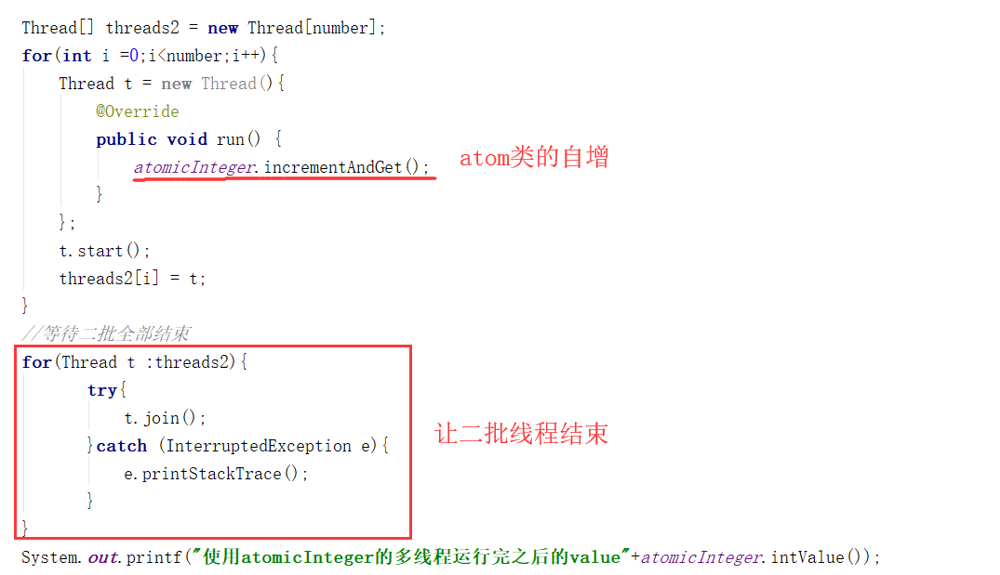 Thread[] threads2 = new Thread[number];
for(int i =0;i<number;i++){
Thread t = new Thread(){
@Override
public void run() {
atomicInteger.incrementAndGet();
atom类的自增
}
};
t.start();
threads2[i] = t;
}
//等待二批全部结束
for(Thread t :threads2){
try{
t.join();
}catch (InterruptedException e){
让二批线程结束
e.printStackTrace();
}
}
System.out.printf("使用atomicInteger的多线程运行完之后的value"+atomicInteger.intValue());